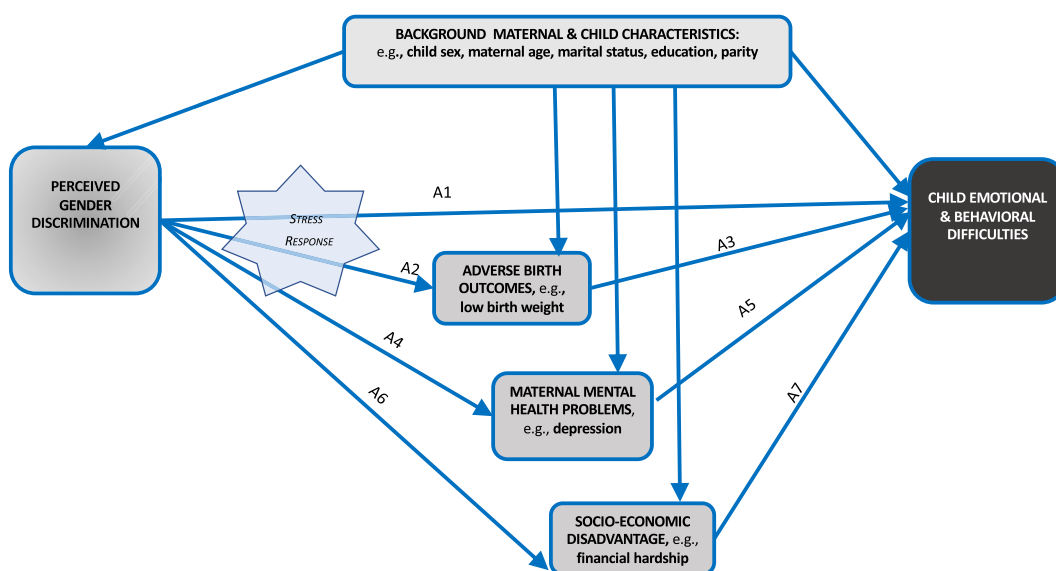 BACKGROUND MATERNAL & CHILD CHARACTERISTICS:
e.g., child sex, maternal age, marital status, education, parity
PERCEIVED
GENDER
DISCRIMINATION
STRESS
RESPONSE
A1
CHILD EMOTIONAL
& BEHAVIORAL
DIFFICULTIES
A2
ADVERSE BIRTH
OUTCOMES, e.g.,
low birth weight
A3
A4
MATERNAL MENTAL
HEALTH PROBLEMS,
e.g., depression
A5
A6
SOCIO-ECONOMIC
DISADVANTAGE, e.g.,
financial hardship
A7